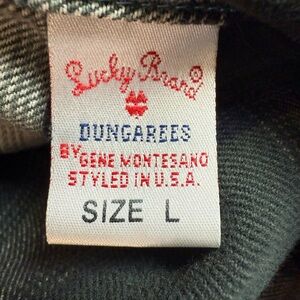 Lucky Brand
DUNGAREES
BY GENE MONTESANO
STYLED IN U.S.A.
SIZE L